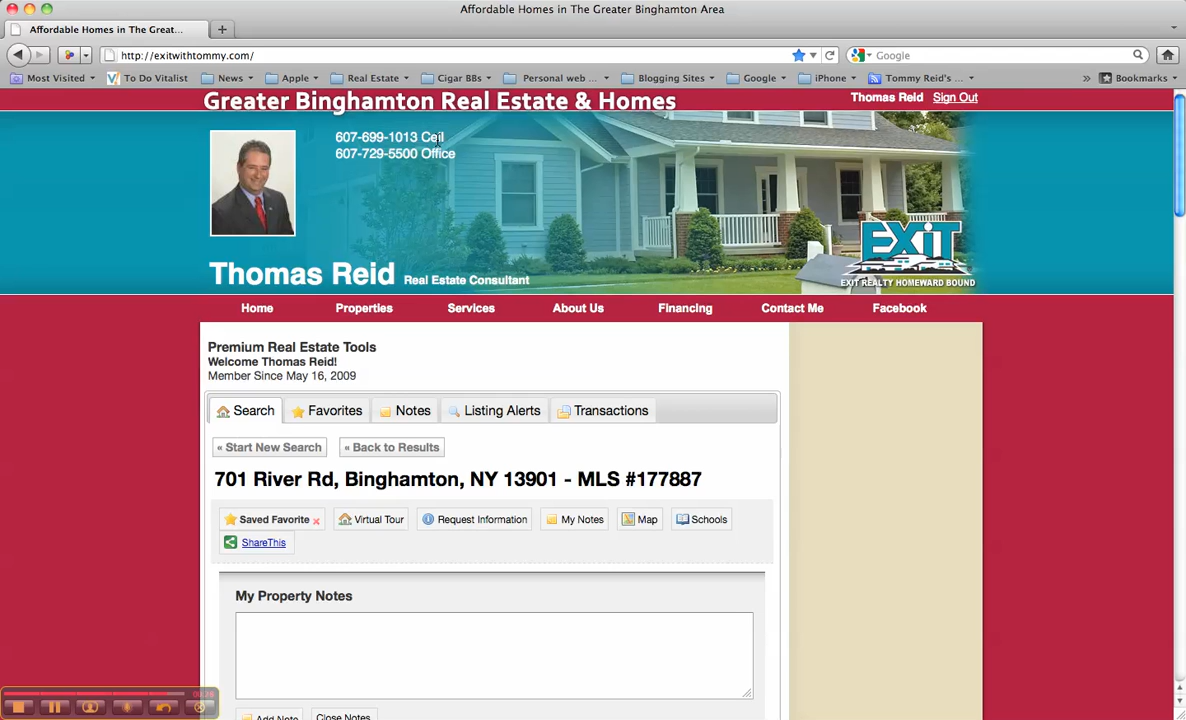 Affordable Homes in The Greater Binghamton Area
Affordable Homes in The Great...
http://exitwithtommy.com/
Google
Most Visited
To Do Vitalist
News
Apple
Real Estate
Cigar BBs
Personal web ...
Blogging Sites
Google
iPhone
Tommy Reid's ...
»
Bookmarks
Greater Binghamton Real Estate & Homes
Thomas Reid Sign Out
607-699-1013 Cell
607-729-5500 Office
EXIT
EXIT REALTY HOMEWARD BOUND
Thomas Reid Real Estate Consultant
Home Properties Services About Us Financing Contact Me Facebook
Premium Real Estate Tools
Welcome Thomas Reid!
Member Since May 16, 2009
Search Favorites Notes Listing Alerts Transactions
« Start New Search « Back to Results
701 River Rd, Binghamton, NY 13901 - MLS #177887
Saved Favorite x Virtual Tour Request Information My Notes Map Schools
ShareThis
My Property Notes
Add Note Close Notes